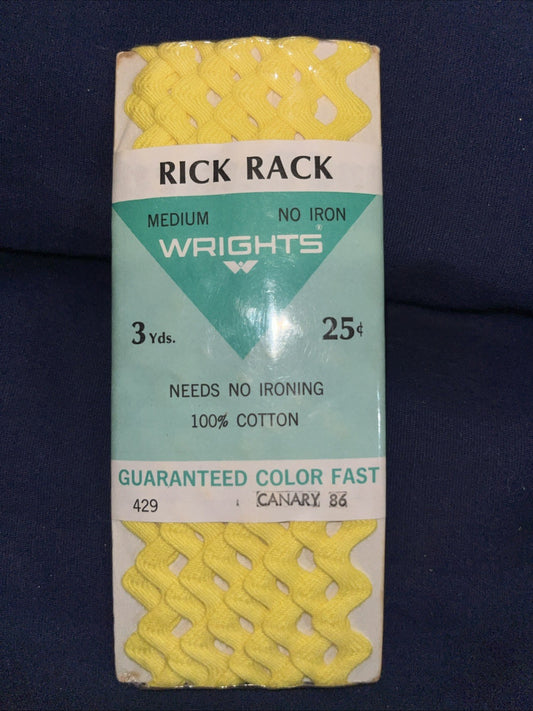 RICK RACK
MEDIUM NO IRON
WRIGHTS®
3 Yds. 25¢
NEEDS NO IRONING
100% COTTON
GUARANTEED COLOR FAST
429 CANARY 86